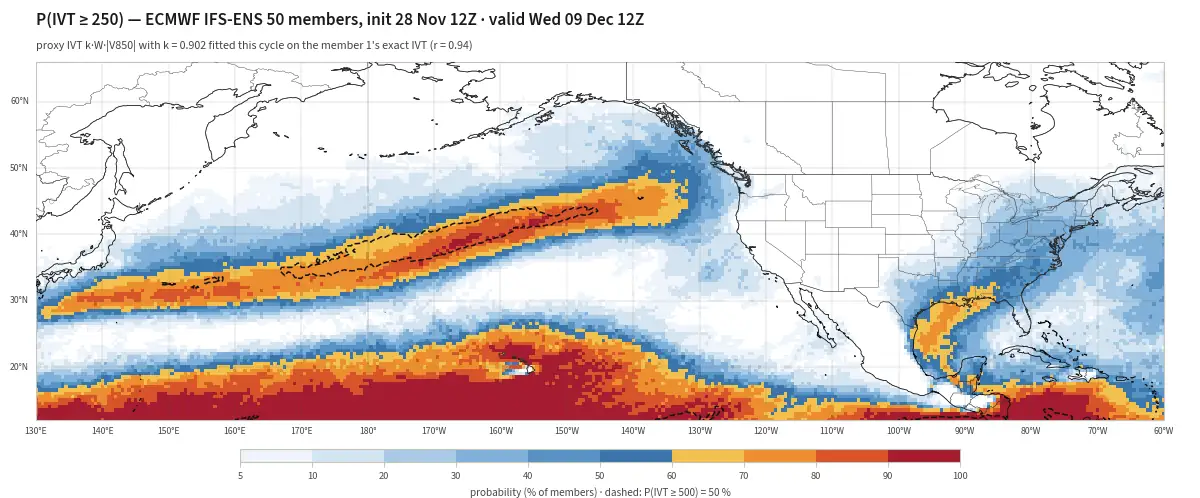 P(IVT ≥ 250) — ECMWF IFS-ENS 50 members, init 28 Nov 12Z · valid Wed 09 Dec 12Z
proxy IVT k·W·|V850| with k = 0.902 fitted this cycle on the member 1's exact IVT (r = 0.94)
60°N
50°N
40°N
30°N
20°N
130°E 140°E 150°E 160°E 170°E 180° 170°W 160°W 150°W 140°W 130°W 120°W 110°W 100°W 90°W 80°W 70°W 60°W
5 10 20 30 40 50 60 70 80 90 100
probability (% of members) · dashed: P(IVT ≥ 500) = 50 %